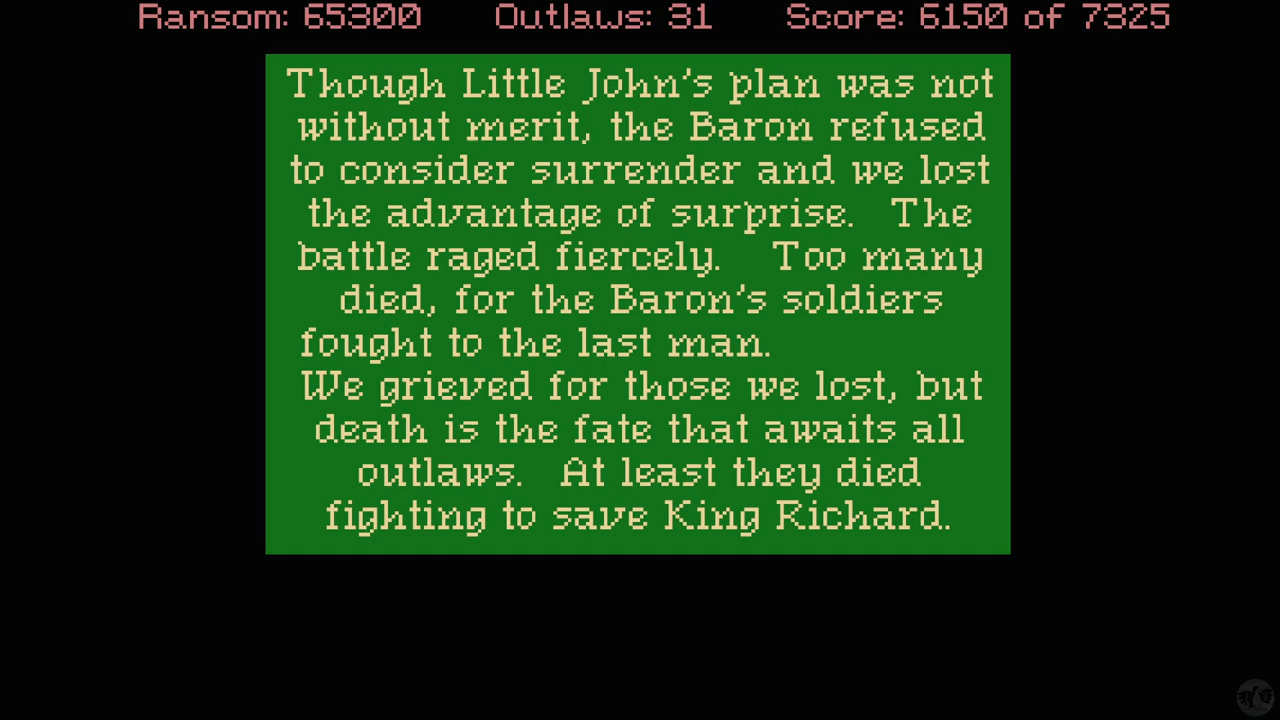 Ransom: 65300 Outlaws: 31 Score: 6150 of 7325
Though Little John's plan was not
without merit, the Baron refused
to consider surrender and we lost
the advantage of surprise. The
battle raged fiercely. Too many
died, for the Baron's soldiers
fought to the last man.
We grieved for those we lost, but
death is the fate that awaits all
outlaws. At least they died
fighting to save King Richard.